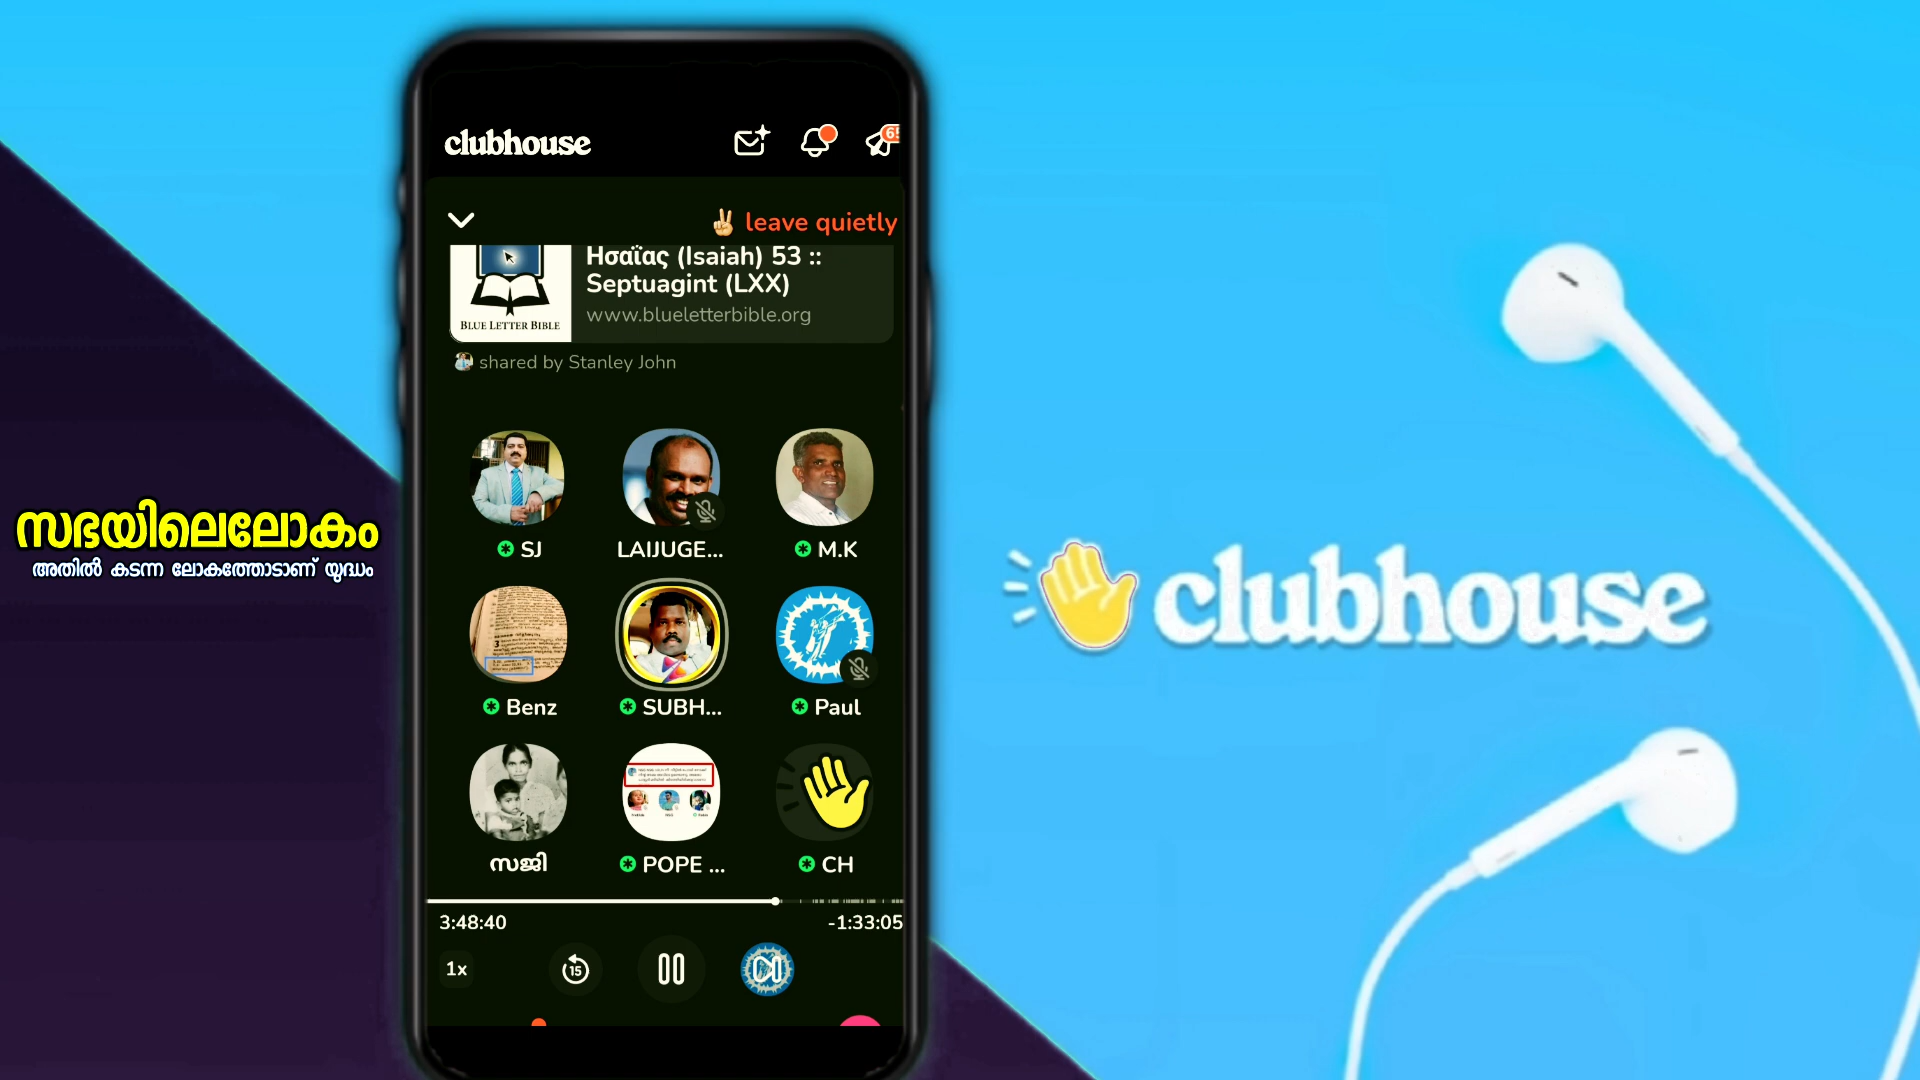 സഭയിലെലോകം
അതിൽ കടന്ന ലോകത്തോടാണ് യുദ്ധം
clubhouse
leave quietly
Ησαΐας (Isaiah) 53 ::
Septuagint (LXX)
www.blueletterbible.org
BLUE LETTER BIBLE
shared by Stanley John
SJ
LAIJUGE...
M.K
Benz
SUBH...
Paul
സജി
POPE ...
CH
3:48:40
-1:33:05
1x
15
clubhouse